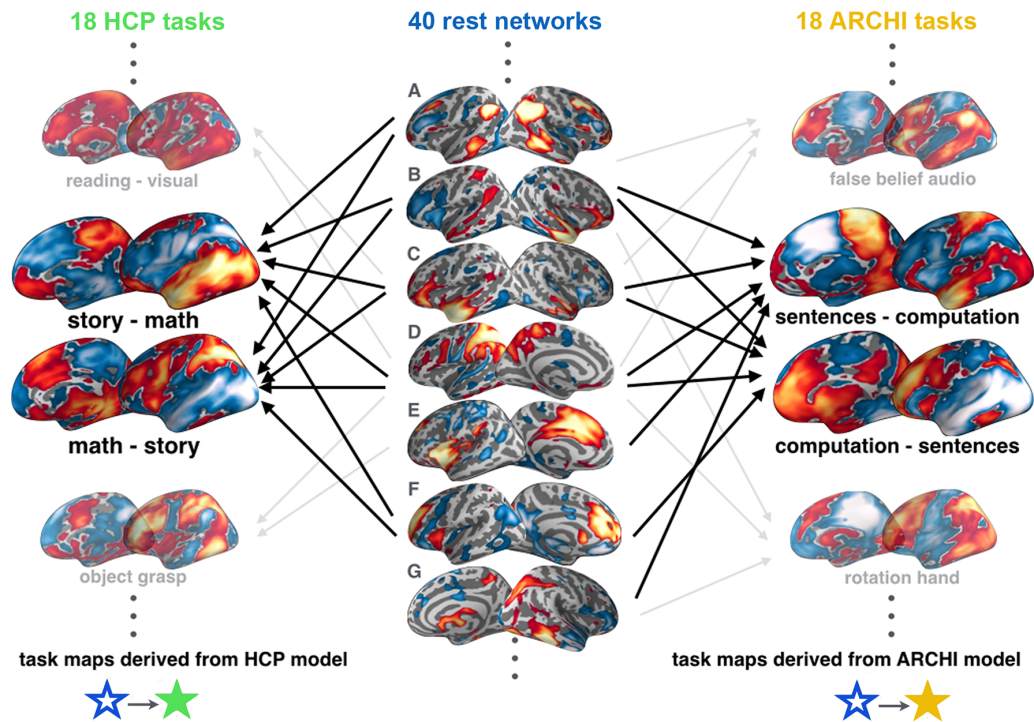 18 HCP tasks
40 rest networks
18 ARCHI tasks
A
reading - visual
false belief audio
B
C
story - math
sentences - computation
D
E
math - story
computation - sentences
F
G
object grasp
rotation hand
task maps derived from HCP model
task maps derived from ARCHI model